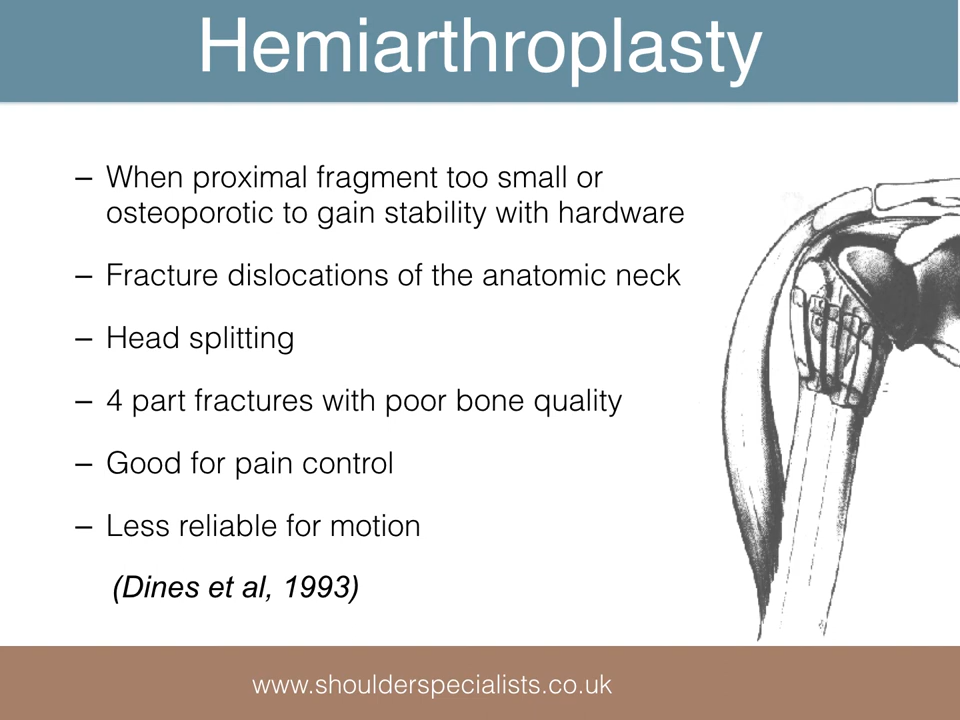 Hemiarthroplasty
– When proximal fragment too small or
osteoporotic to gain stability with hardware
– Fracture dislocations of the anatomic neck
– Head splitting
– 4 part fractures with poor bone quality
– Good for pain control
– Less reliable for motion
(Dines et al, 1993)
www.shoulderspecialists.co.uk